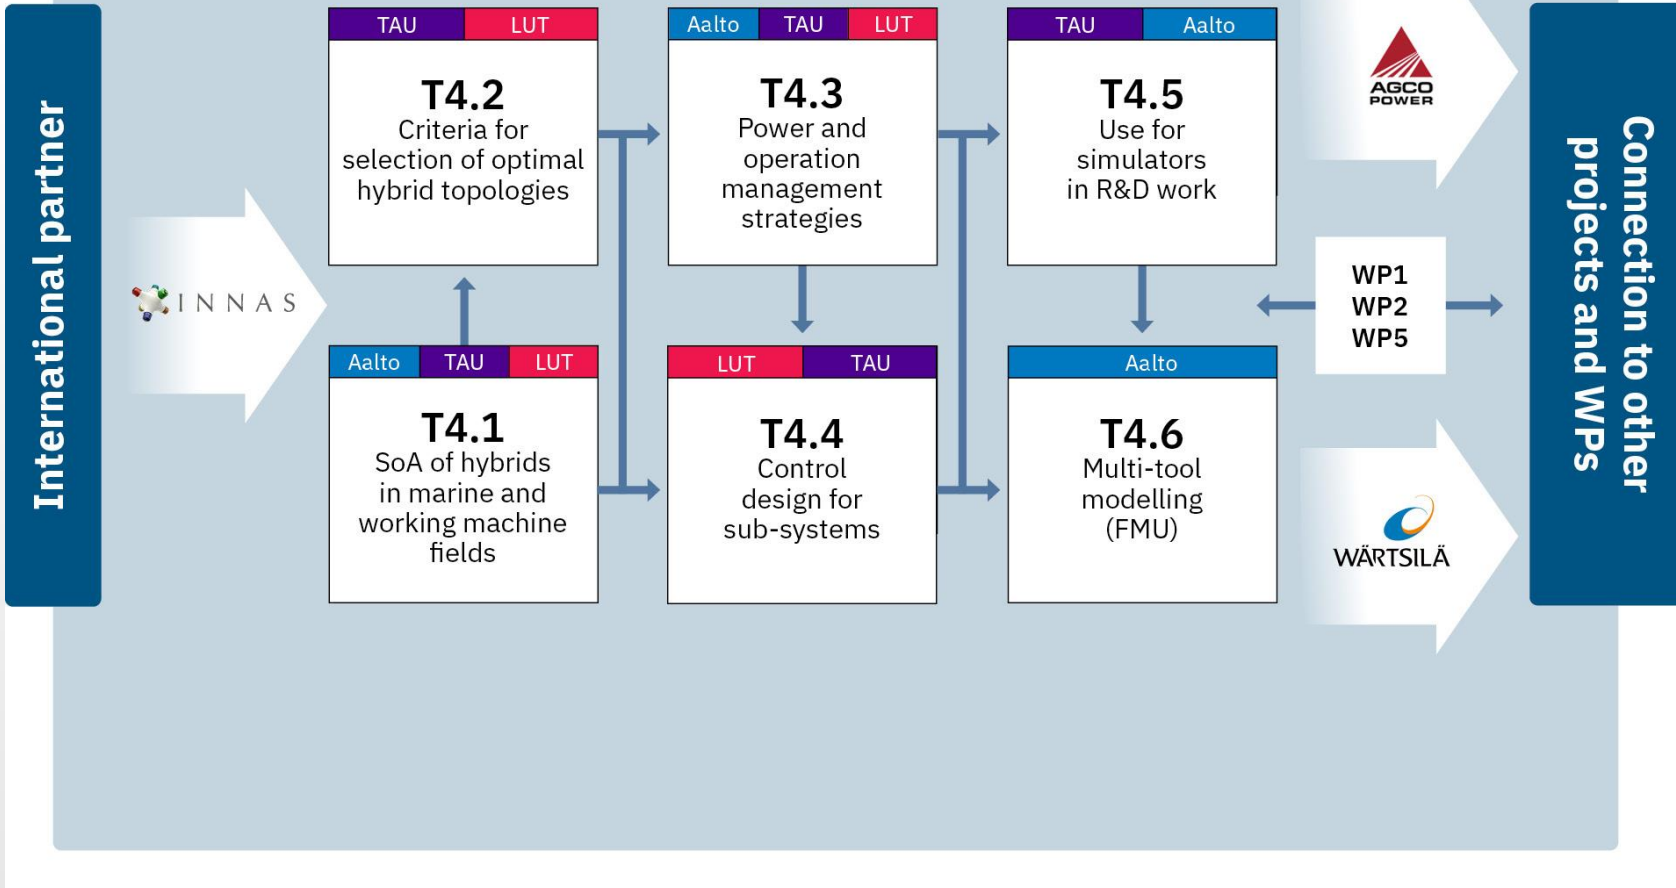 International partner
INNAS
TAU LUT
T4.2
Criteria for
selection of optimal
hybrid topologies
Aalto TAU LUT
T4.1
SoA of hybrids
in marine and
working machine
fields
Aalto TAU LUT
T4.3
Power and
operation
management
strategies
LUT TAU
T4.4
Control
design for
sub-systems
TAU Aalto
T4.5
Use for
simulators
in R&D work
Aalto
T4.6
Multi-tool
modelling
(FMU)
AGCO
POWER
WP1
WP2
WP5
WÄRTSILÄ
Connection to other
projects and WPs